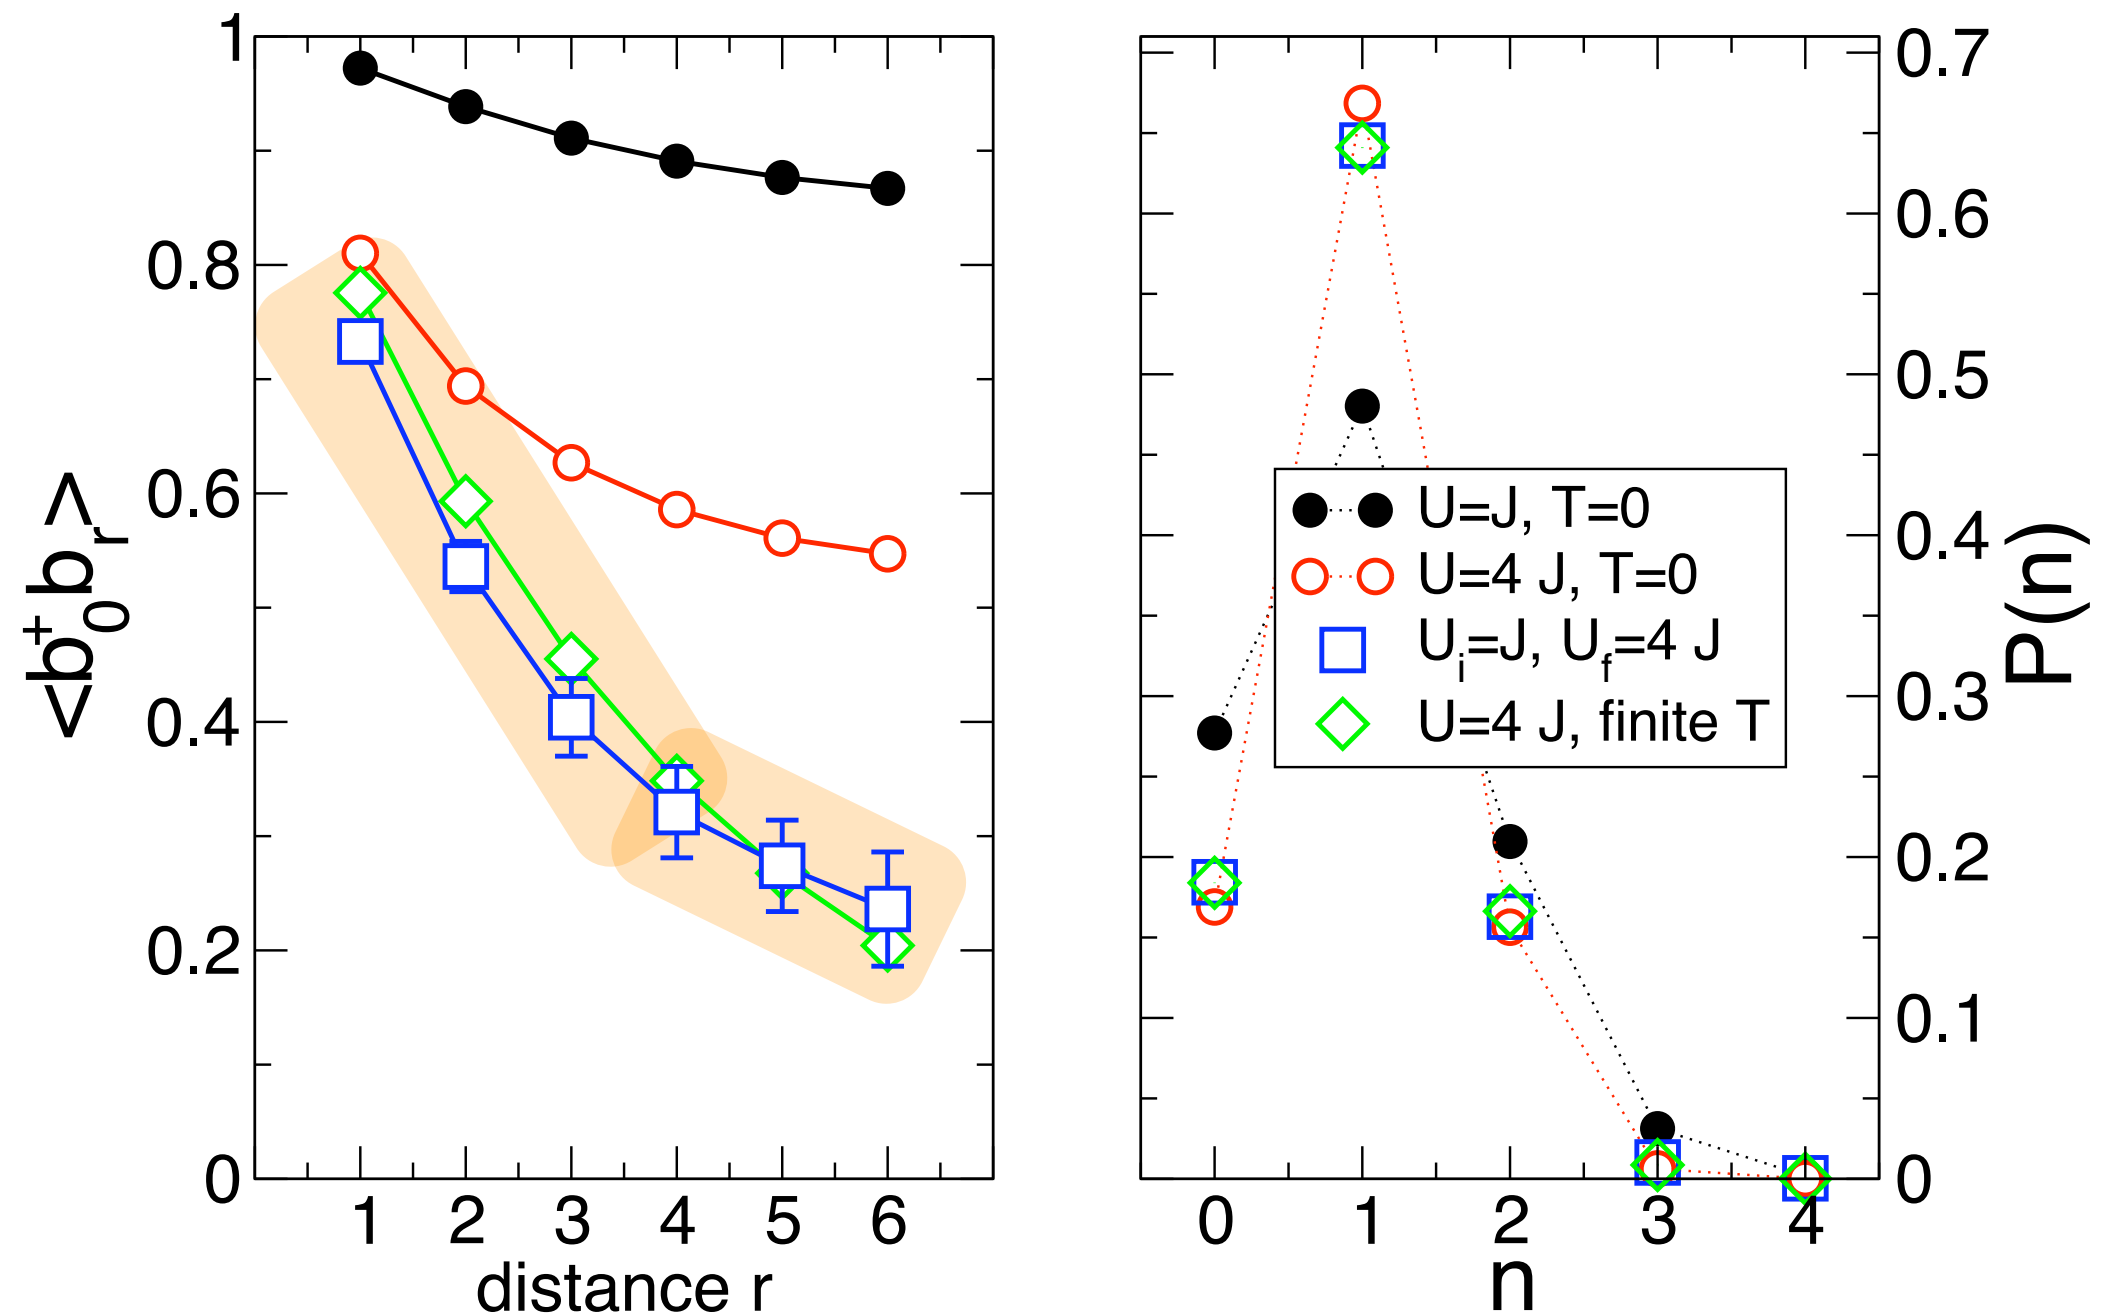 1
0.8
0.6
0.4
0.2
0
<b₀⁺bᵣ>
1 2 3 4 5 6
distance r
U=J, T=0
U=4 J, T=0
Uᵢ=J, U_f=4 J
U=4 J, finite T
0.7
0.6
0.5
0.4
0.3
0.2
0.1
0
P(n)
0 1 2 3 4
n